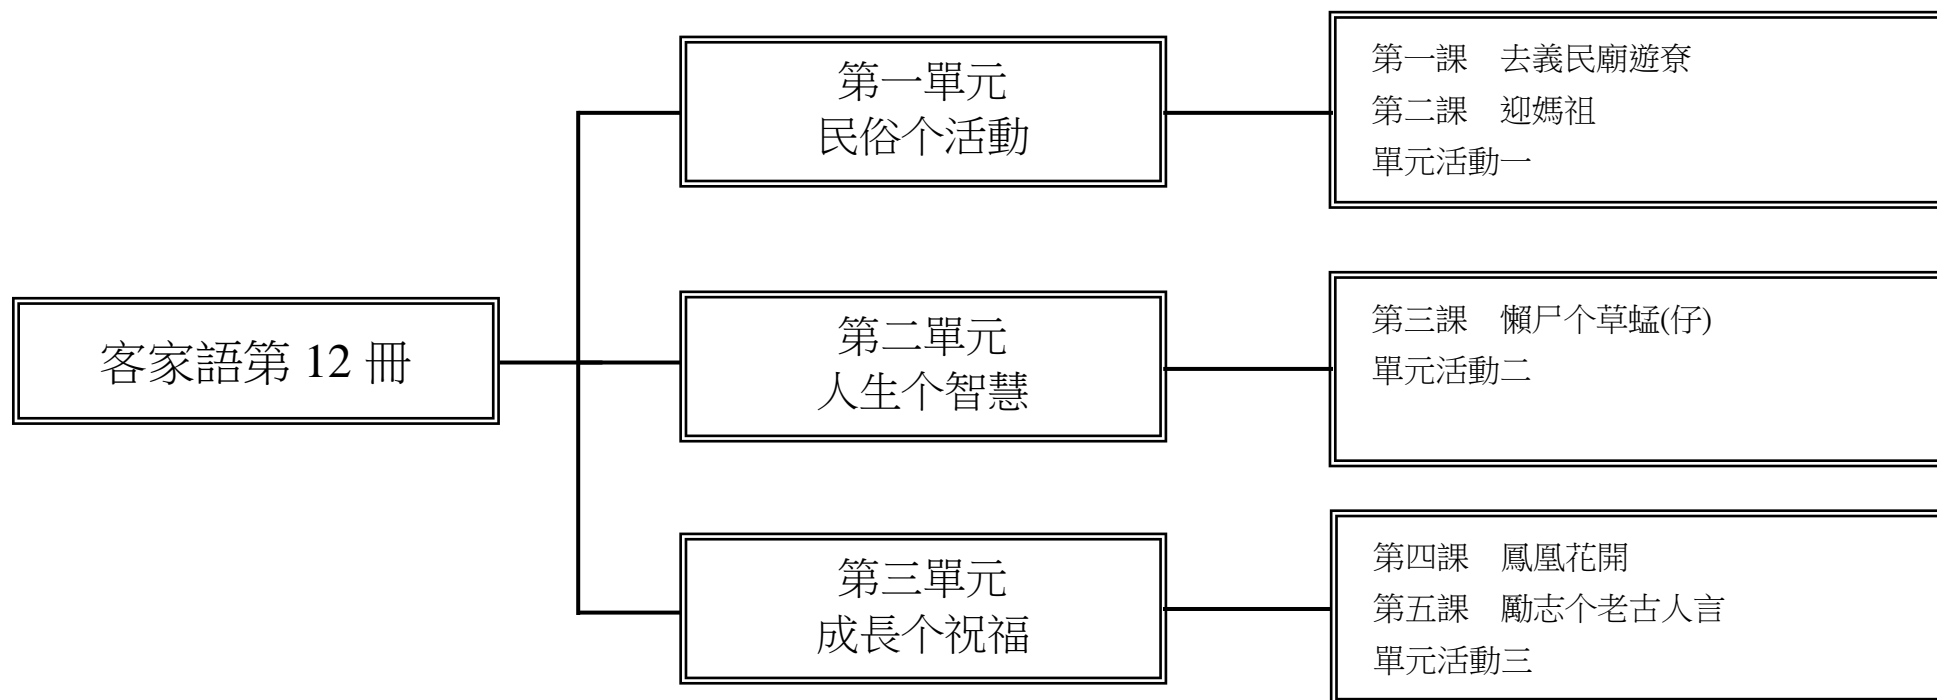 客家語第 12 冊
第一單元
民俗个活動
第一課　去義民廟遊尞
第二課　迎媽祖
單元活動一
第二單元
人生个智慧
第三課　懶尸个草蜢(仔)
單元活動二
第三單元
成長个祝福
第四課　鳳凰花開
第五課　勵志个老古人言
單元活動三